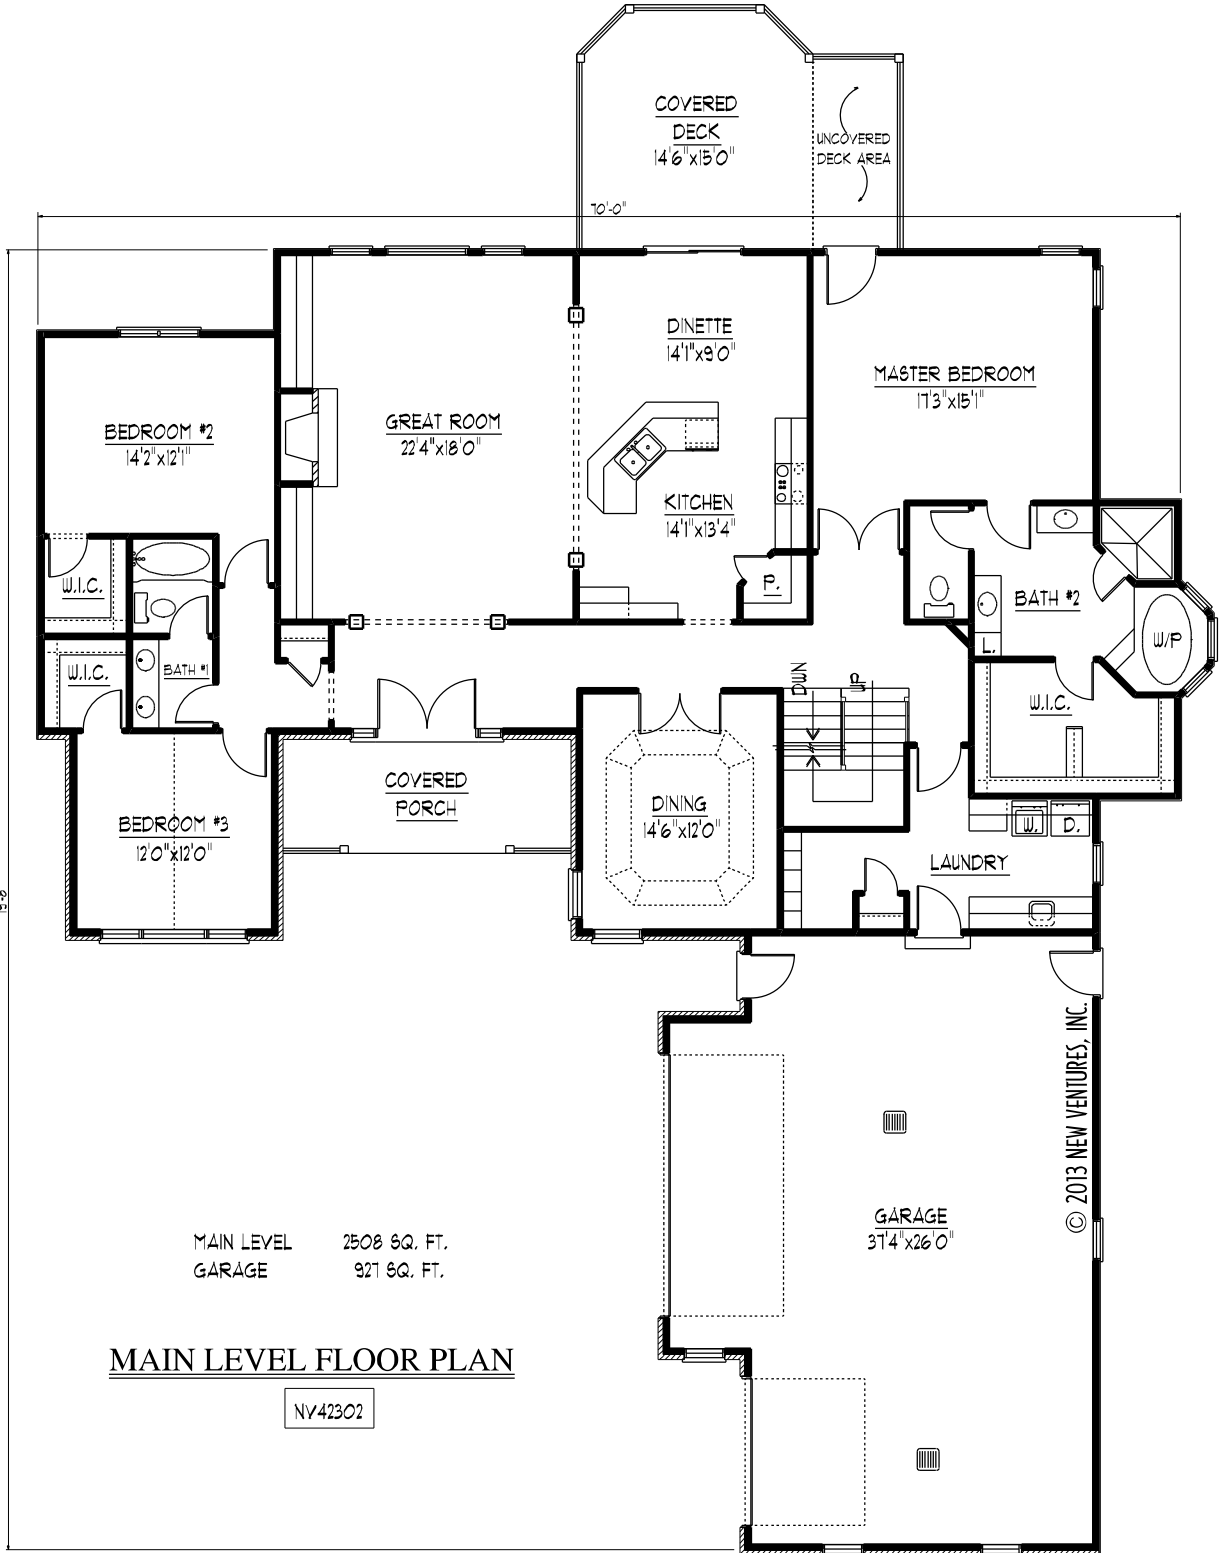 COVERED
DECK
14'6"x15'0"
UNCOVERED
DECK AREA
70'-0"
DINETTE
14'1"x9'0"
MASTER BEDROOM
17'3"x15'1"
GREAT ROOM
22'4"x18'0"
BEDROOM #2
14'2"x12'1"
KITCHEN
14'1"x13'4"
P.
W.I.C.
BATH #2
W/P
L.
W.I.C.
BATH #1
DWN
UP
W.I.C.
COVERED
PORCH
DINING
14'6"x12'0"
BEDROOM #3
12'0"x12'0"
W.
D.
LAUNDRY
© 2013 NEW VENTURES, INC.
GARAGE
37'4"x26'0"
MAIN LEVEL 2508 SQ. FT.
GARAGE 927 SQ. FT.
MAIN LEVEL FLOOR PLAN
NV42302